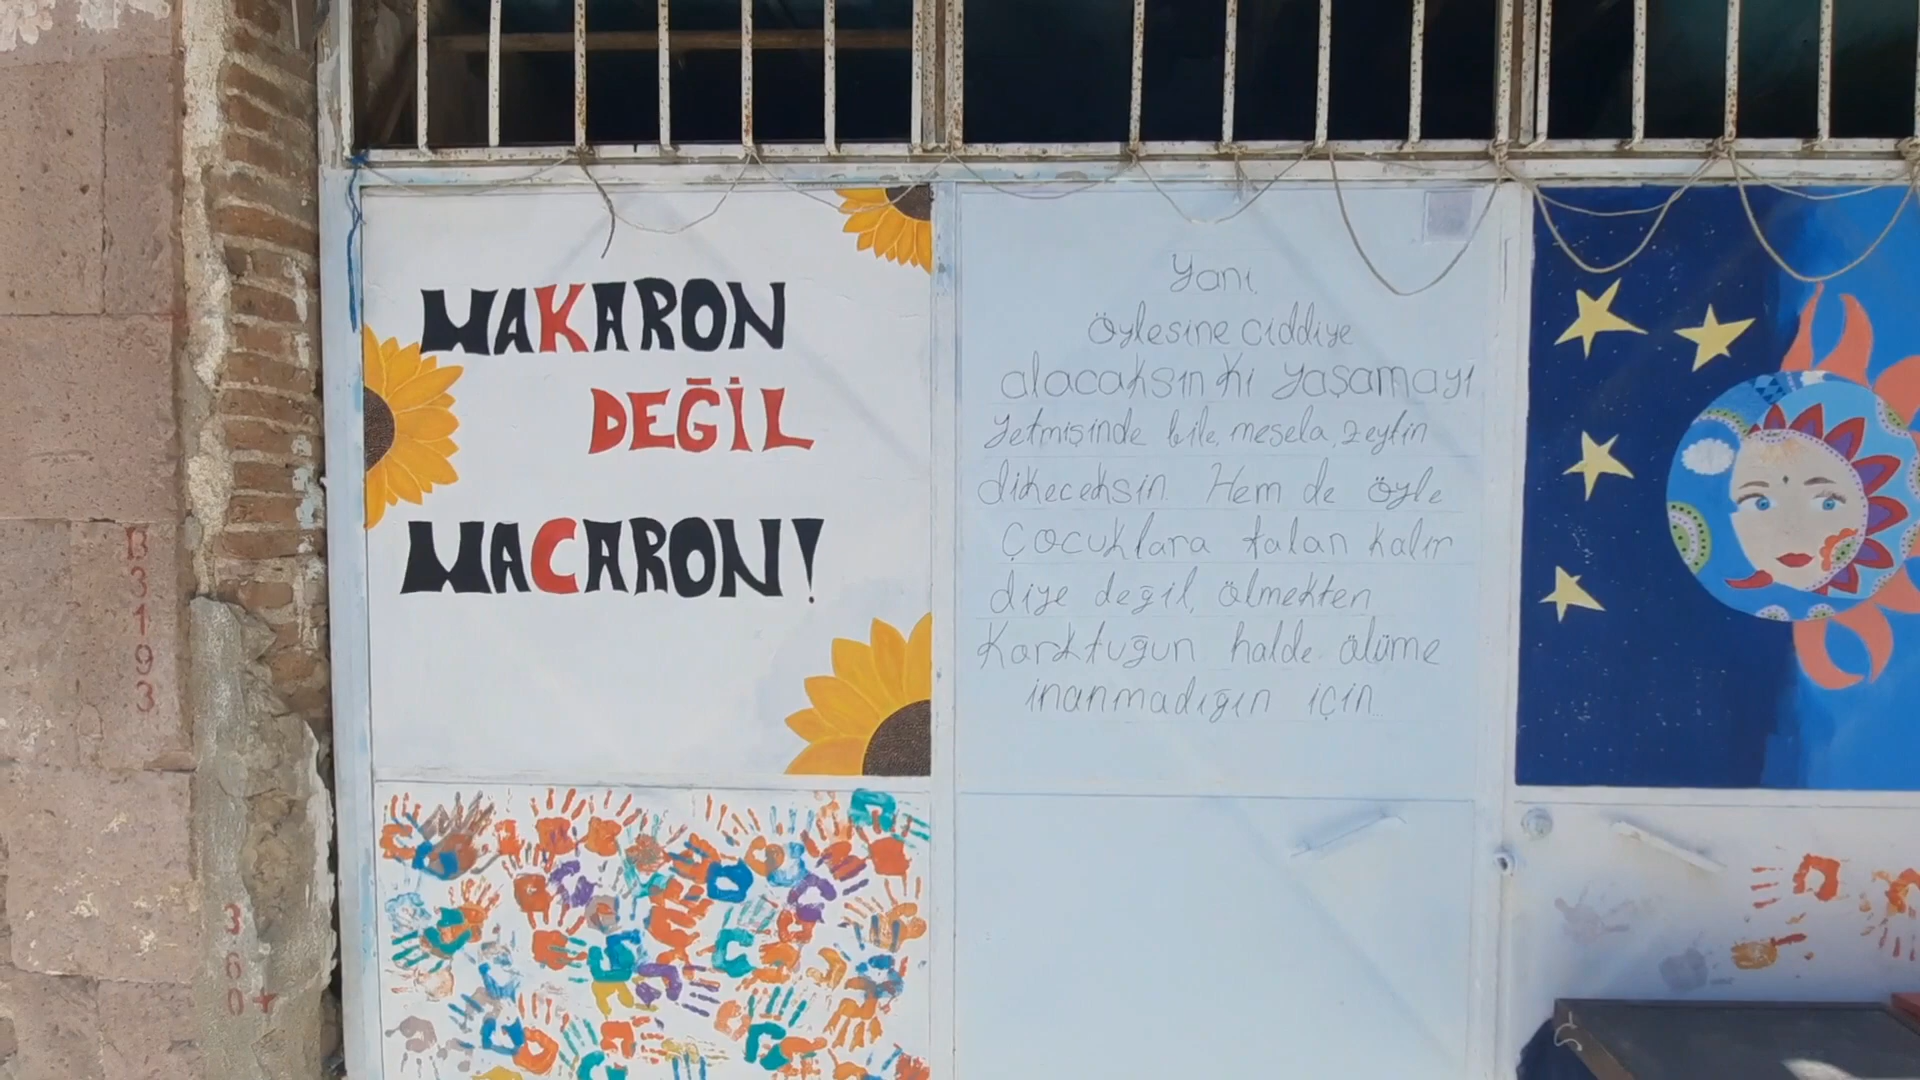 MAKARON
DEĞİL
MACARON!
Yani,
öylesine ciddiye
alacaksın ki yaşamayı
yetmişinde bile, mesela, zeytin
dikeceksin. Hem de öyle
çocuklara falan kalır
diye değil, ölmekten
korktuğun halde ölüme
inanmadığın için
B3193
360+